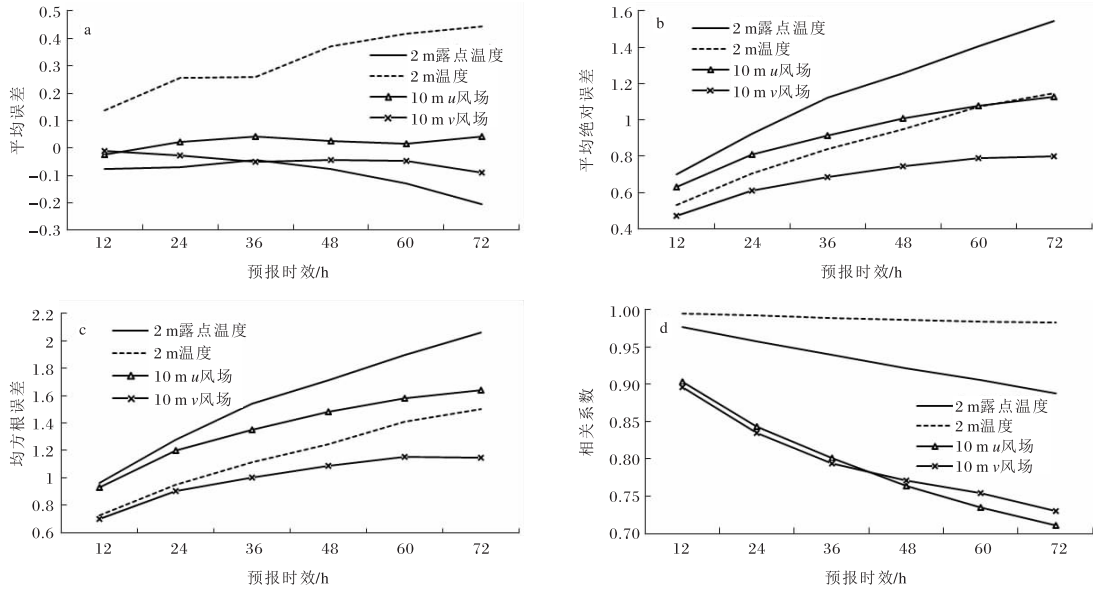 a
0.5
0.4
0.3
0.2
0.1
0
−0.1
−0.2
−0.3
平均误差
2 m露点温度
2 m温度
10 m u风场
10 m v风场
12 24 36 48 60 72
预报时效/h
b
1.6
1.4
1.2
1
0.8
0.6
0.4
平均绝对误差
2 m露点温度
2 m温度
10 m u风场
10 m v风场
12 24 36 48 60 72
预报时效/h
c
2.2
2
1.8
1.6
1.4
1.2
1
0.8
0.6
均方根误差
2 m露点温度
2 m温度
10 m u风场
10 m v风场
12 24 36 48 60 72
预报时效/h
d
1.00
0.95
0.90
0.85
0.80
0.75
0.70
相关系数
2 m露点温度
2 m温度
10 m u风场
10 m v风场
12 24 36 48 60 72
预报时效/h